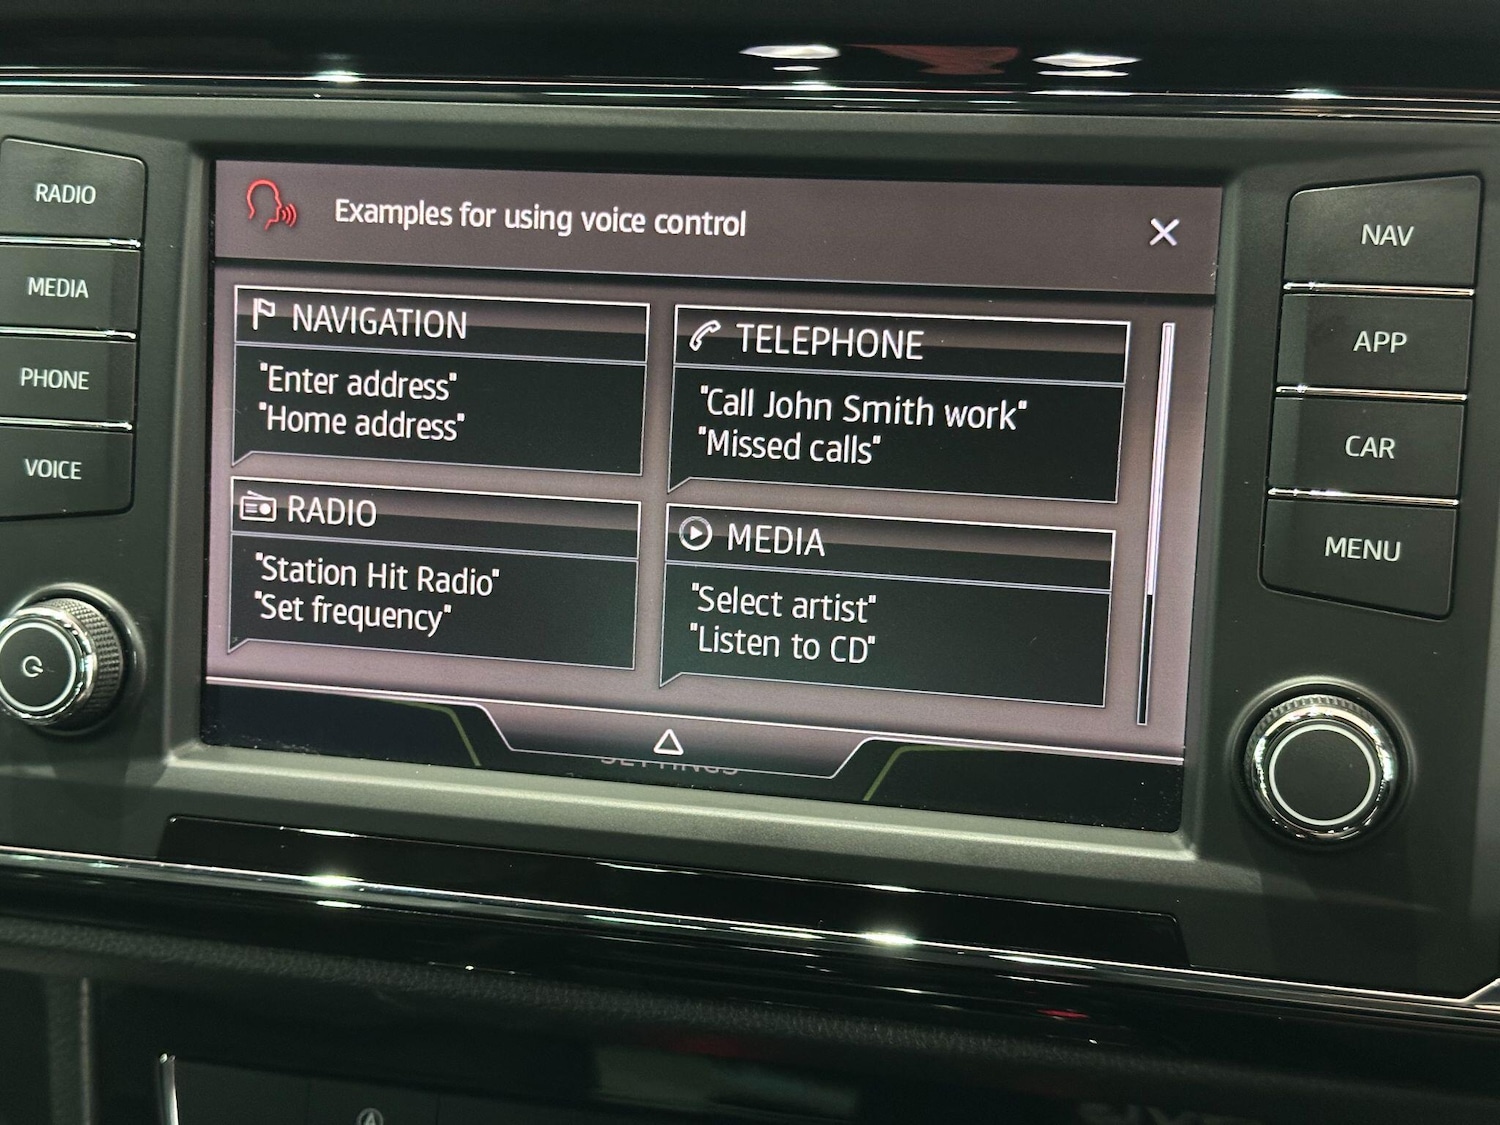 RADIO
MEDIA
PHONE
VOICE
Examples for using voice control
NAVIGATION
"Enter address"
"Home address"
TELEPHONE
"Call John Smith work"
"Missed calls"
RADIO
"Station Hit Radio"
"Set frequency"
MEDIA
"Select artist"
"Listen to CD"
SETTINGS
NAV
APP
CAR
MENU